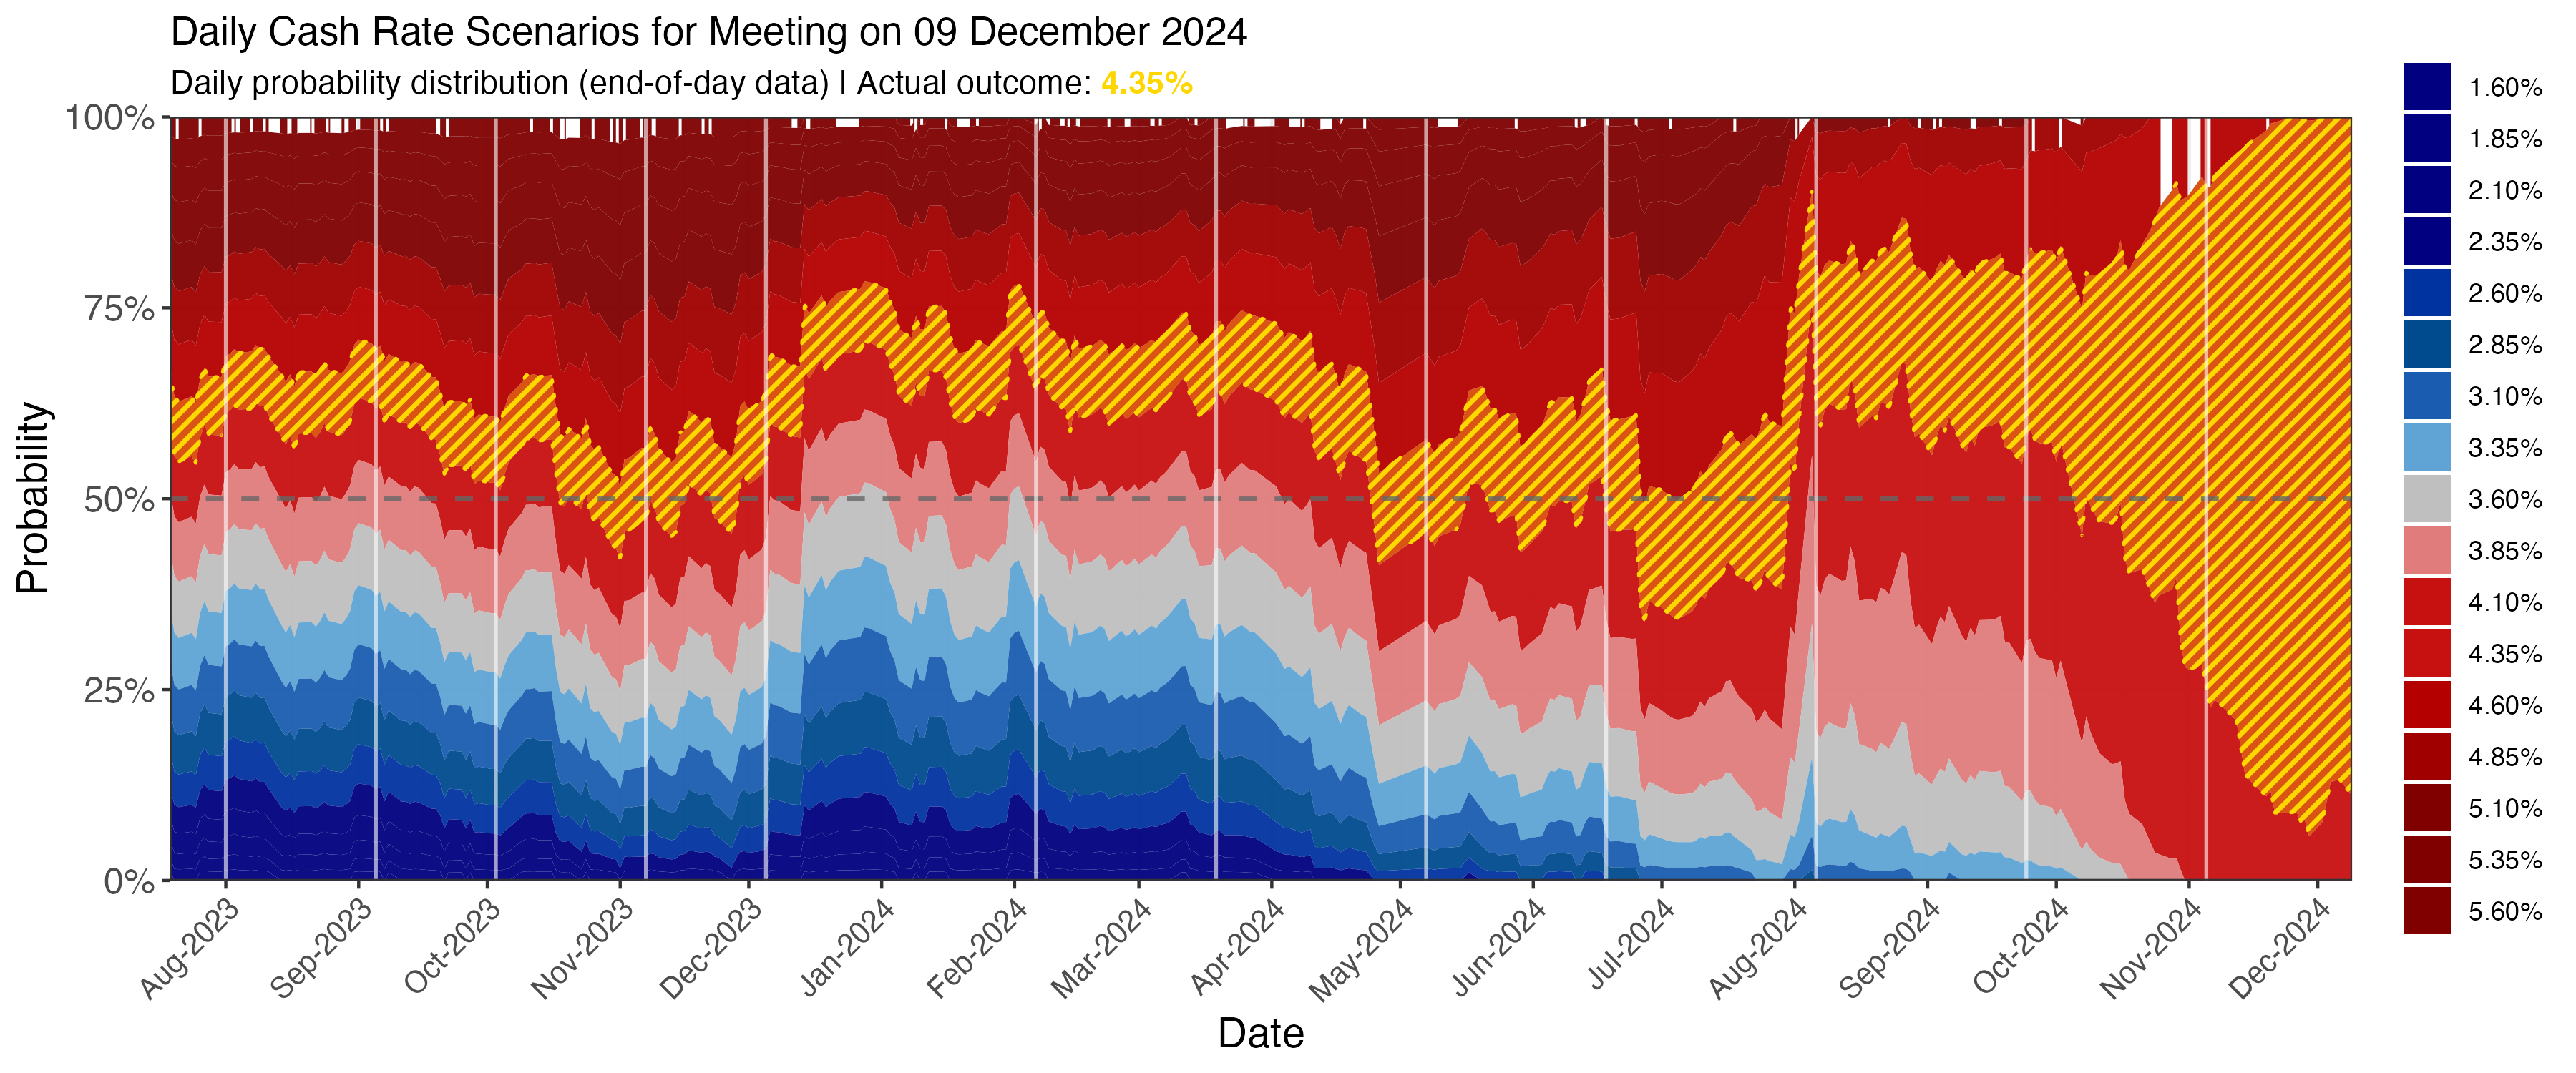 Daily Cash Rate Scenarios for Meeting on 09 December 2024
Daily probability distribution (end-of-day data) | Actual outcome: 4.35%
100%
75%
50%
25%
0%
Probability
Aug-2023
Sep-2023
Oct-2023
Nov-2023
Dec-2023
Jan-2024
Feb-2024
Mar-2024
Apr-2024
May-2024
Jun-2024
Jul-2024
Aug-2024
Sep-2024
Oct-2024
Nov-2024
Dec-2024
Date
1.60%
1.85%
2.10%
2.35%
2.60%
2.85%
3.10%
3.35%
3.60%
3.85%
4.10%
4.35%
4.60%
4.85%
5.10%
5.35%
5.60%